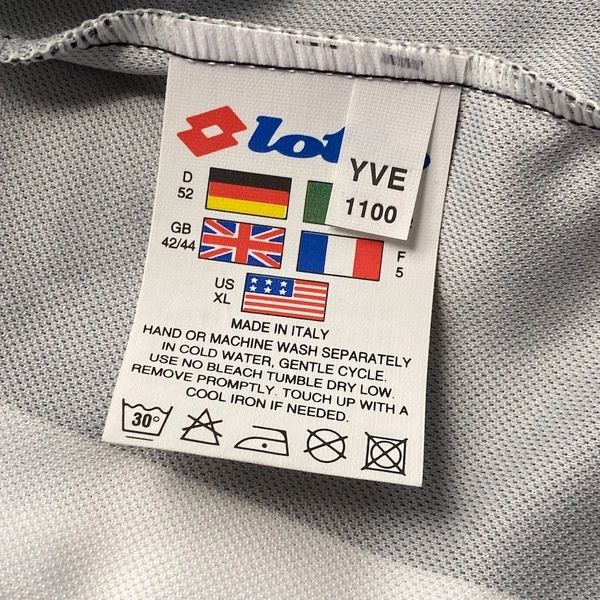 lot
YVE
1100
D
52
GB
42/44
F
5
US
XL
MADE IN ITALY
HAND OR MACHINE WASH SEPARATELY
IN COLD WATER, GENTLE CYCLE.
USE NO BLEACH TUMBLE DRY LOW.
REMOVE PROMPTLY. TOUCH UP WITH A
COOL IRON IF NEEDED.
30°